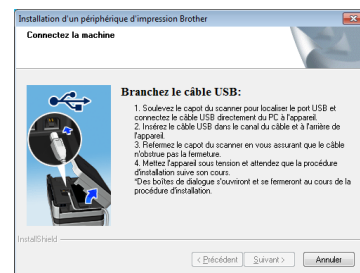 Installation d'un périphérique d'impression Brother
Connectez la machine
Branchez le câble USB:
1. Soulevez le capot du scanner pour localiser le port USB et
connectez le câble USB directement du PC à l'appareil.
2. Insérez le câble USB dans le canal du câble et à l'arrière de
l'appareil.
3. Refermez le capot du scanner en vous assurant que le câble
n'obstrue pas la fermeture.
4. Mettez l'appareil sous tension et attendez que la procédure
d'installation suive son cours.
*Des boîtes de dialogue s'ouvriront et se fermeront au cours de la
procédure d'installation.
InstallShield
< Précédent Suivant > Annuler